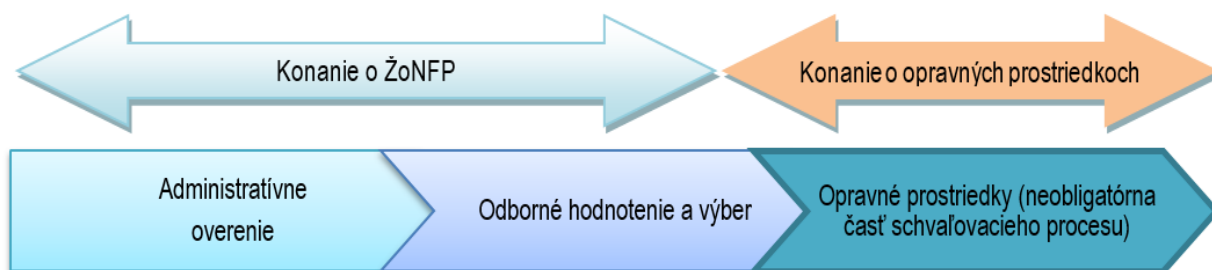 Konanie o ŽoNFP
Konanie o opravných prostriedkoch
Administratívne
overenie
Odborné hodnotenie a výber
Opravné prostriedky (neobligatórna
časť schvaľovacieho procesu)